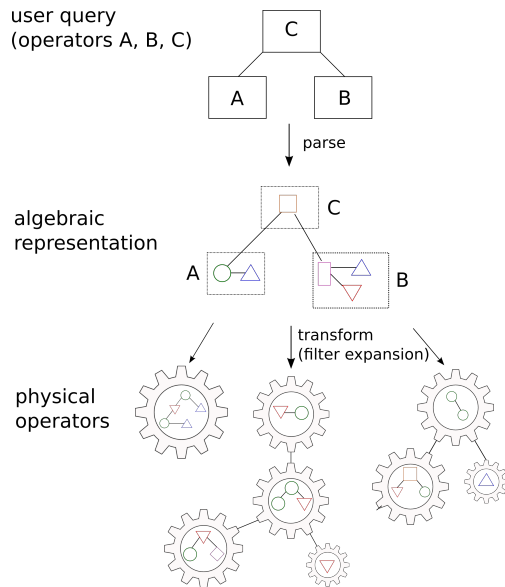 user query
(operators A, B, C)
C
A
B
parse
algebraic
representation
C
A
B
transform
(filter expansion)
physical
operators